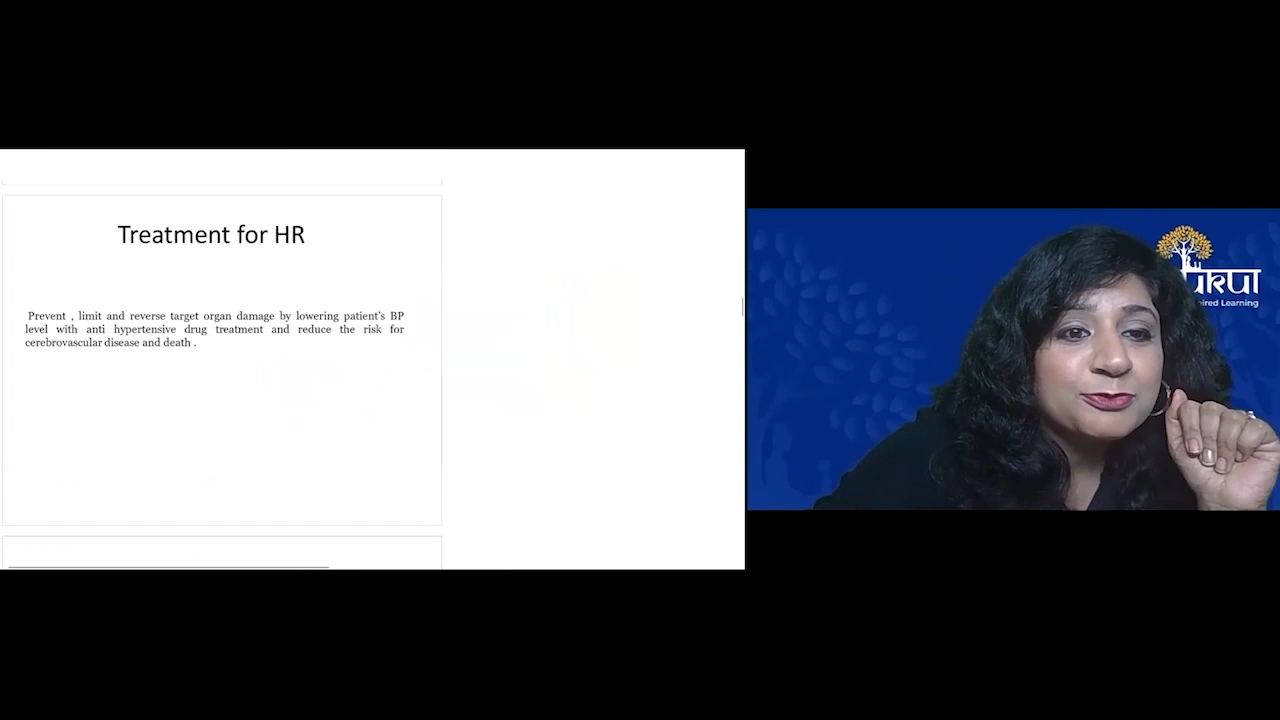 Treatment for HR
Prevent , limit and reverse target organ damage by lowering patient's BP
level with anti hypertensive drug treatment and reduce the risk for
cerebrovascular disease and death .
Learning